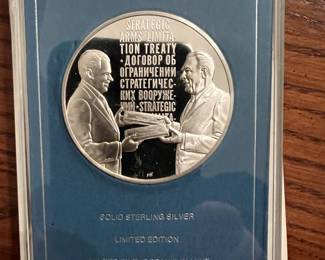 STRATEGIC
ARMS LIMITA
TION TREATY
• ДОГОВОР ОБ
ОГРАНИЧЕНИИ
СТРАТЕГИЧЕС-
КИХ ВООРУЖЕ-
НИЙ • STRATEGIC
SOLID STERLING SILVER
LIMITED EDITION